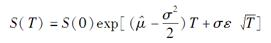 S(T) = S(0)exp[(μ̂ − σ²/2)T + σε √T]